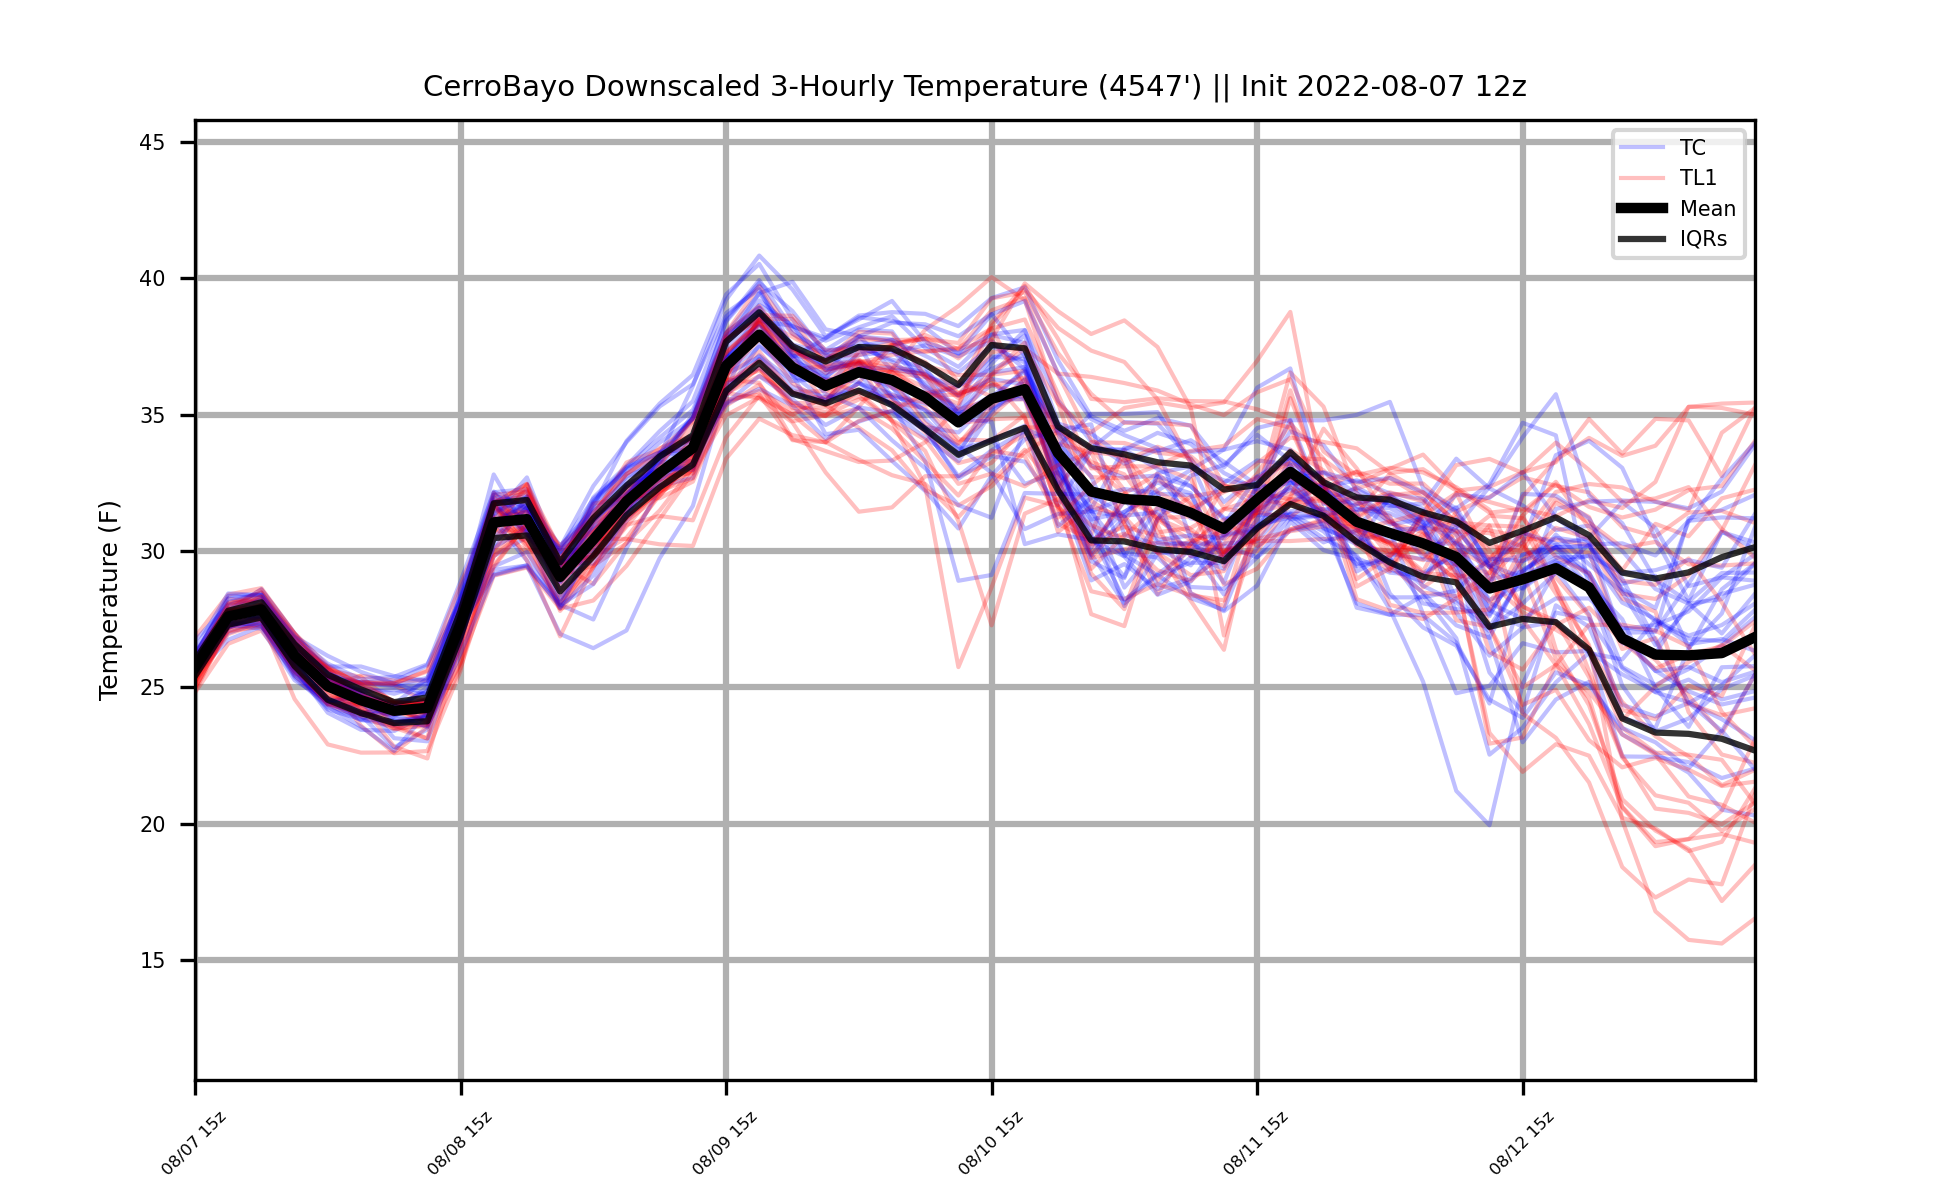 CerroBayo Downscaled 3-Hourly Temperature (4547') || Init 2022-08-07 12z
TC
TL1
Mean
IQRs
Temperature (F)
45
40
35
30
25
20
15
08/07 15z
08/08 15z
08/09 15z
08/10 15z
08/11 15z
08/12 15z